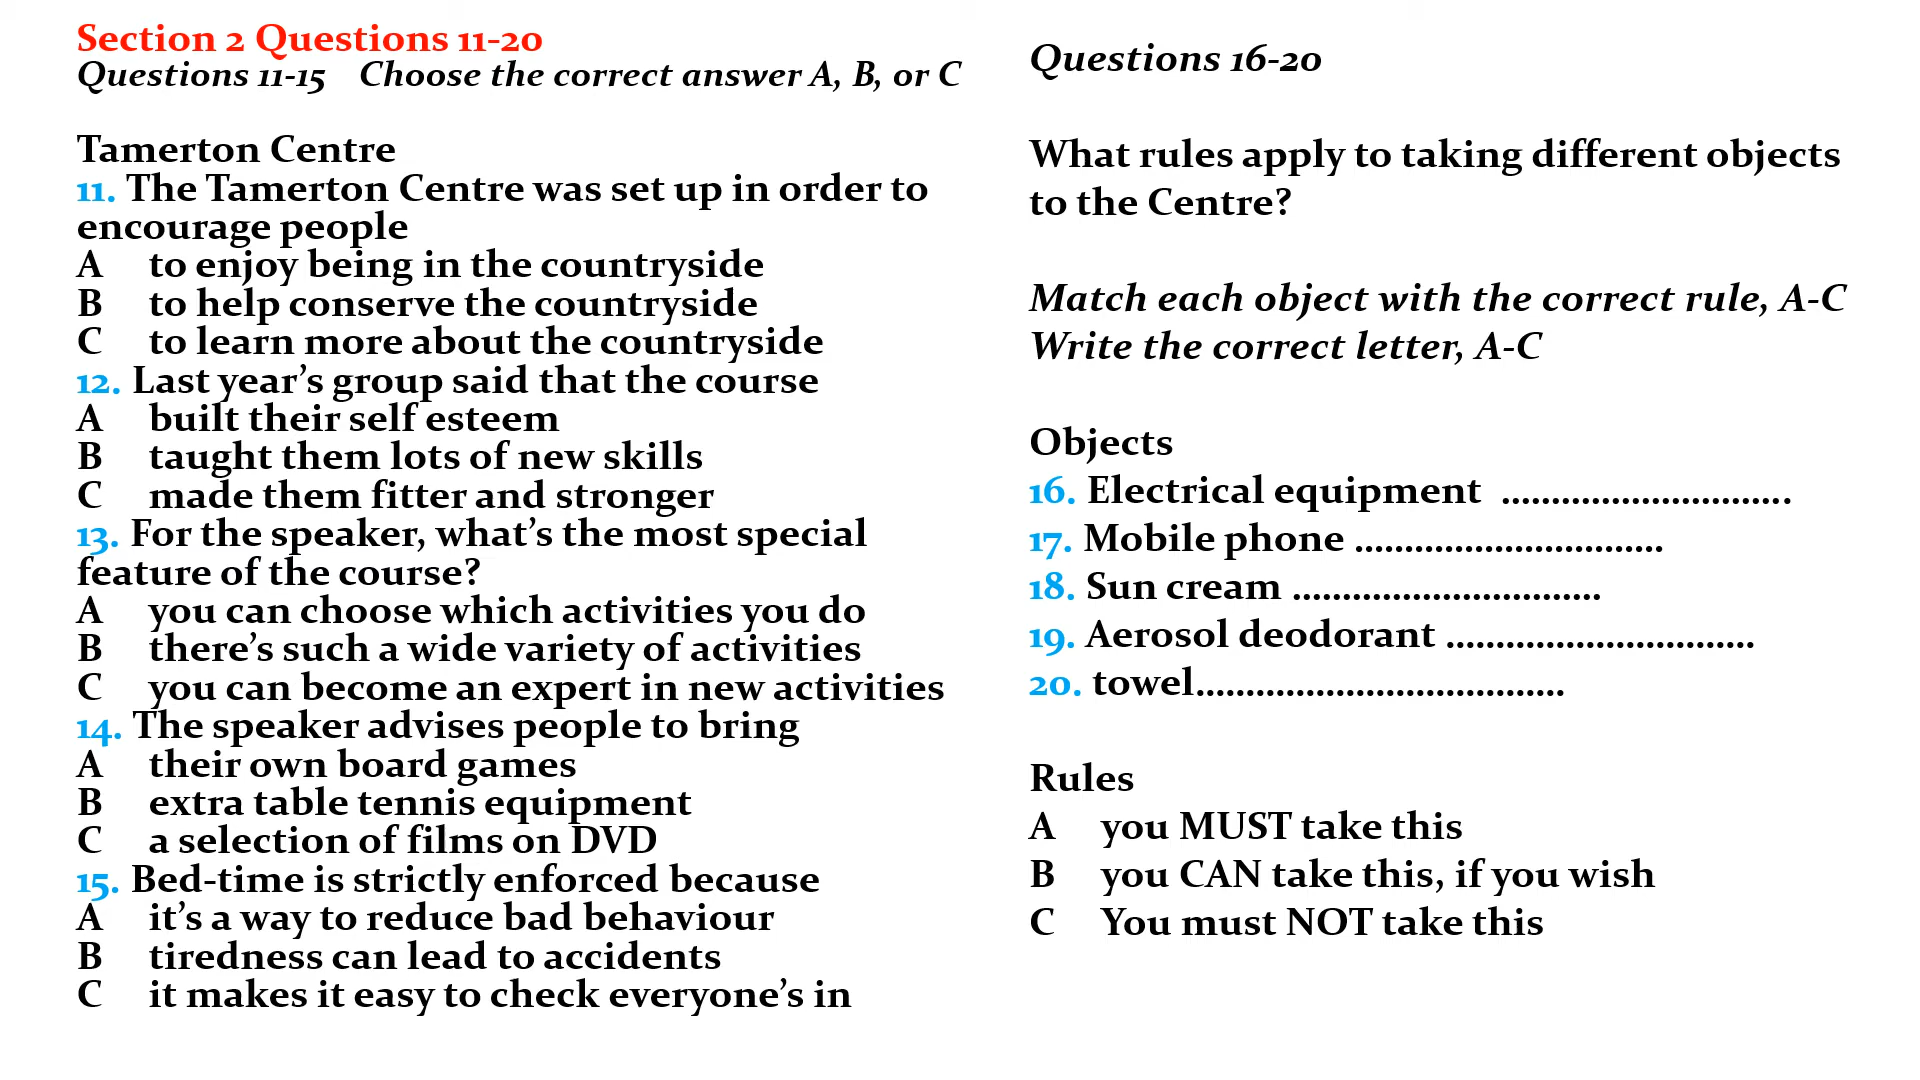 Section 2 Questions 11-20
Questions 11-15 Choose the correct answer A, B, or C
Tamerton Centre
11. The Tamerton Centre was set up in order to
encourage people
A to enjoy being in the countryside
B to help conserve the countryside
C to learn more about the countryside
12. Last year’s group said that the course
A built their self esteem
B taught them lots of new skills
C made them fitter and stronger
13. For the speaker, what’s the most special
feature of the course?
A you can choose which activities you do
B there’s such a wide variety of activities
C you can become an expert in new activities
14. The speaker advises people to bring
A their own board games
B extra table tennis equipment
C a selection of films on DVD
15. Bed-time is strictly enforced because
A it’s a way to reduce bad behaviour
B tiredness can lead to accidents
C it makes it easy to check everyone’s in
Questions 16-20
What rules apply to taking different objects
to the Centre?
Match each object with the correct rule, A-C
Write the correct letter, A-C
Objects
16. Electrical equipment .............................
17. Mobile phone ...............................
18. Sun cream ...............................
19. Aerosol deodorant ...............................
20. towel.....................................
Rules
A you MUST take this
B you CAN take this, if you wish
C You must NOT take this